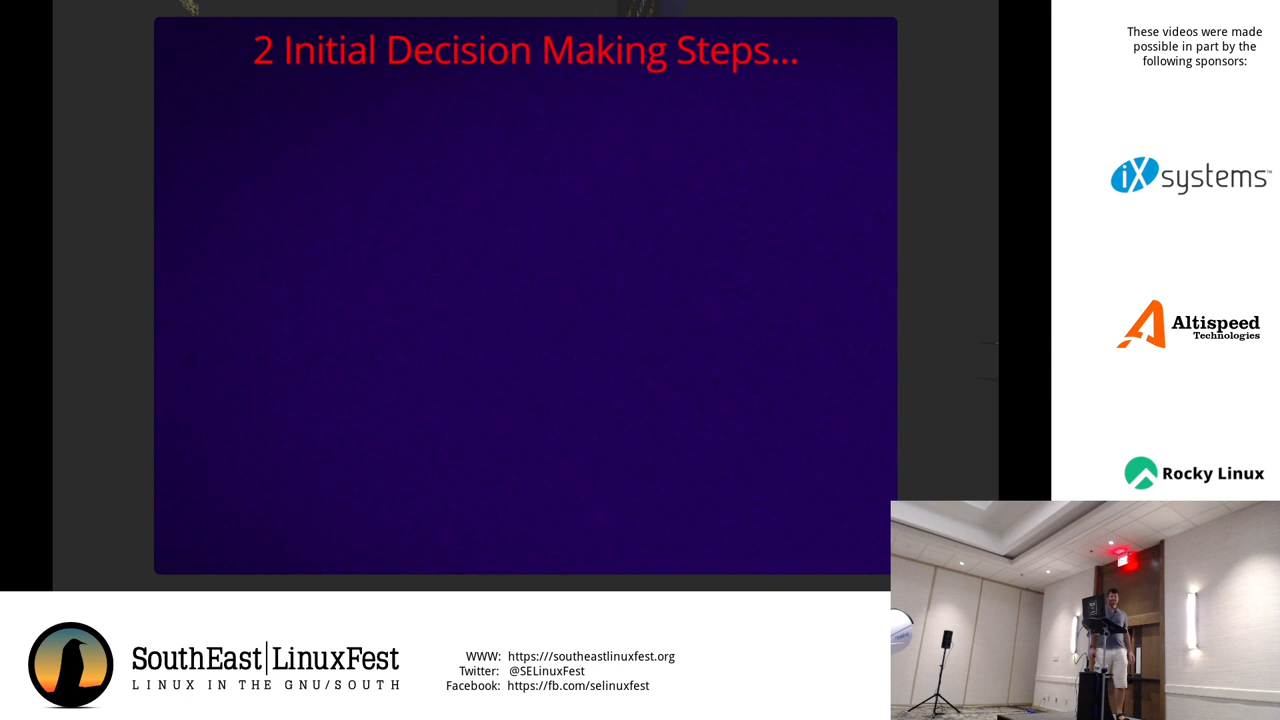 2 Initial Decision Making Steps...
These videos were made
possible in part by the
following sponsors:
iXsystems™
Altispeed
Technologies
Rocky Linux
SouthEast|LinuxFest
LINUX IN THE GNU/SOUTH
WWW: https:///southeastlinuxfest.org
Twitter: @SELinuxFest
Facebook: https://fb.com/selinuxfest